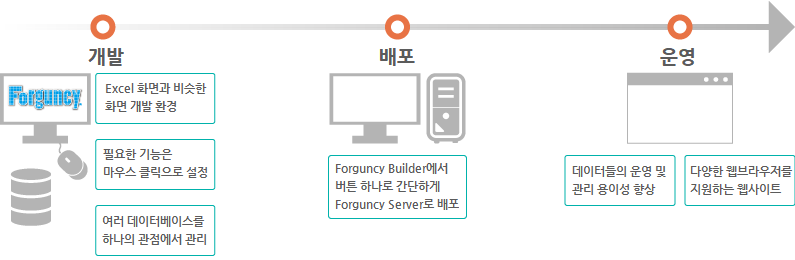 개발
배포
운영
Forguncy
Excel 화면과 비슷한
화면 개발 환경
필요한 기능은
마우스 클릭으로 설정
여러 데이터베이스를
하나의 관점에서 관리
Forguncy Builder에서
버튼 하나로 간단하게
Forguncy Server로 배포
데이터들의 운영 및
관리 용이성 향상
다양한 웹브라우저를
지원하는 웹사이트